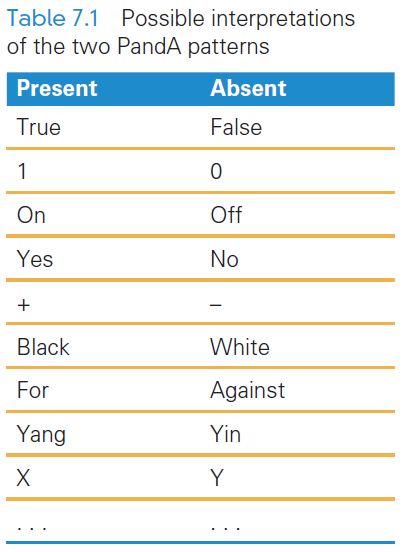 Table 7.1 Possible interpretations
of the two PandA patterns
Present Absent
True False
1 0
On Off
Yes No
+ –
Black White
For Against
Yang Yin
X Y
. . . . . .